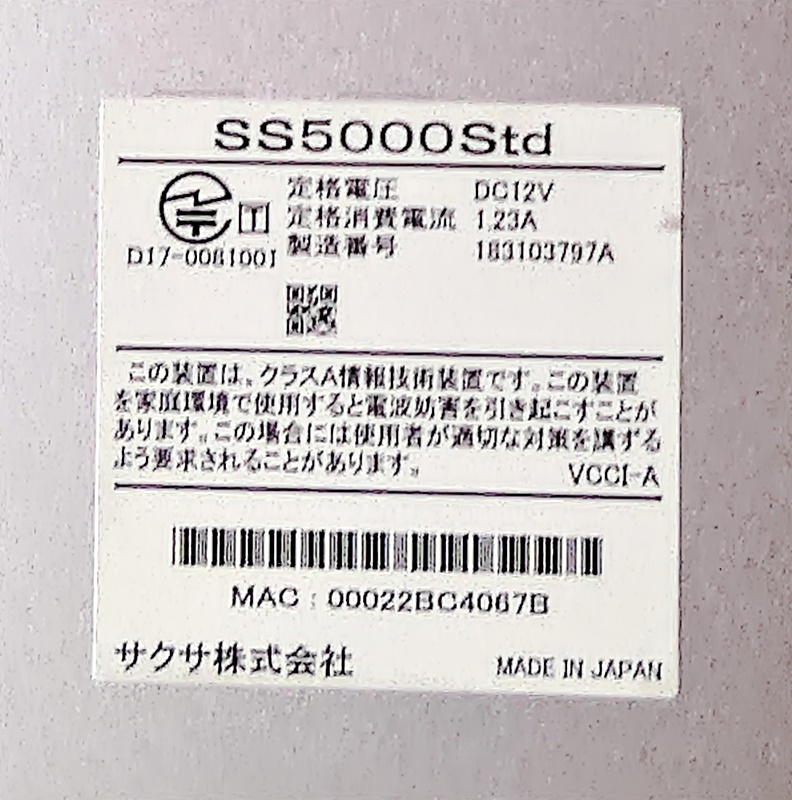 SS5000Std
定格電圧 DC12V
定格消費電流 1.23A
製造番号 183103797A
T
D17-0081001
この装置は、クラスA情報技術装置です。この装置
を家庭環境で使用すると電波妨害を引き起こすことが
あります。この場合には使用者が適切な対策を講ずる
よう要求されることがあります。
VCCI-A
MAC : 00022BC4067B
サクサ株式会社
MADE IN JAPAN